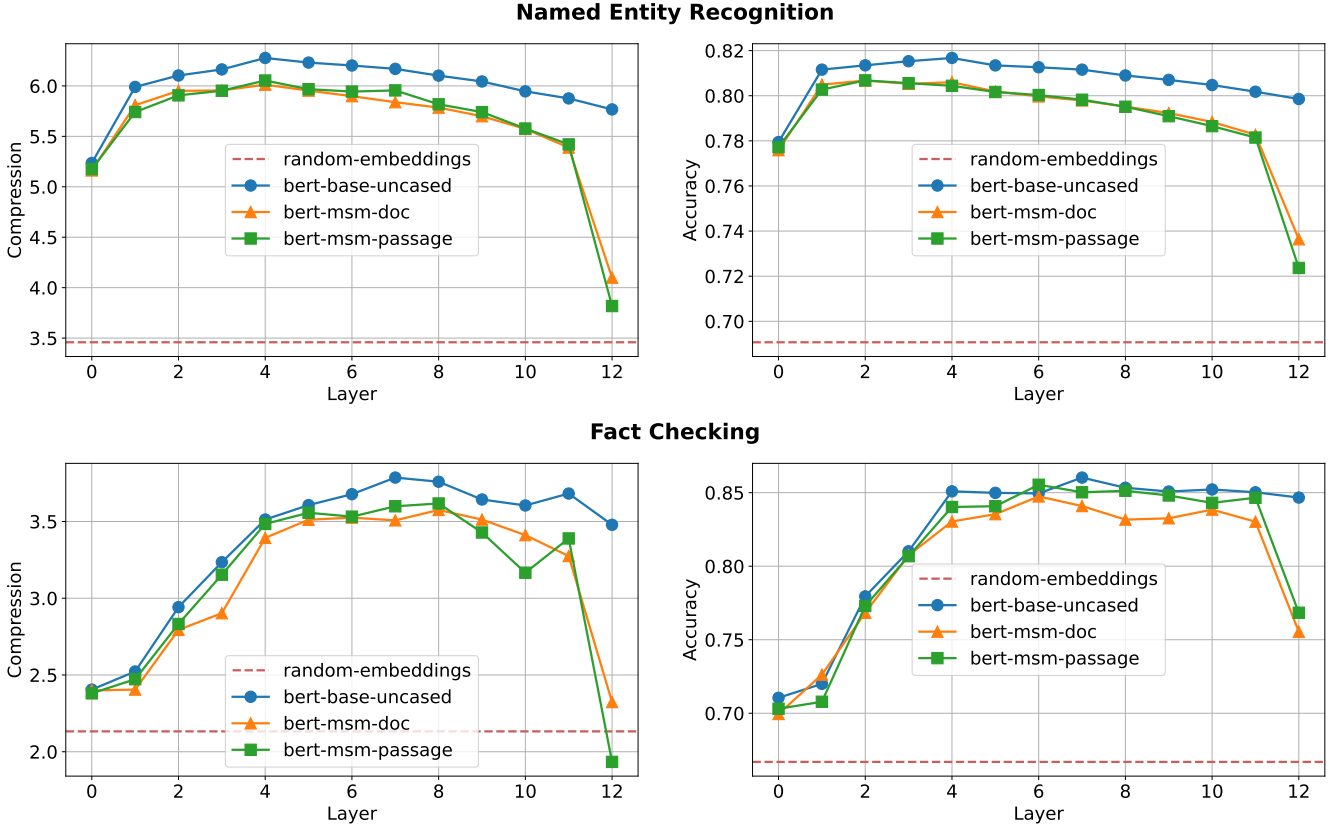 Named Entity Recognition
Compression
6.0
5.5
5.0
4.5
4.0
3.5
random-embeddings
bert-base-uncased
bert-msm-doc
bert-msm-passage
0 2 4 6 8 10 12
Layer
Accuracy
0.82
0.80
0.78
0.76
0.74
0.72
0.70
random-embeddings
bert-base-uncased
bert-msm-doc
bert-msm-passage
0 2 4 6 8 10 12
Layer
Fact Checking
Compression
3.5
3.0
2.5
2.0
random-embeddings
bert-base-uncased
bert-msm-doc
bert-msm-passage
0 2 4 6 8 10 12
Layer
Accuracy
0.85
0.80
0.75
0.70
random-embeddings
bert-base-uncased
bert-msm-doc
bert-msm-passage
0 2 4 6 8 10 12
Layer